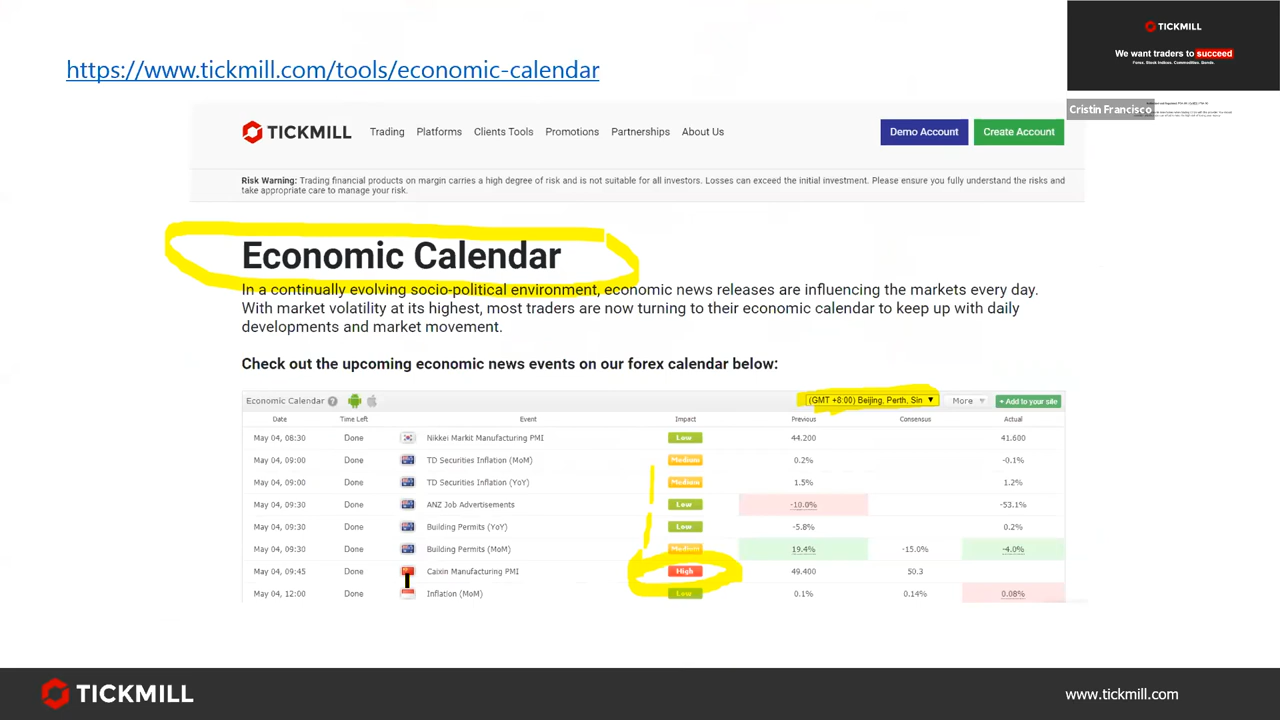 https://www.tickmill.com/tools/economic-calendar
TICKMILL
We want traders to succeed
Forex. Stock Indices. Commodities. Bonds.
Cristin Francisco
TICKMILL Trading Platforms Clients Tools Promotions Partnerships About Us Demo Account Create Account
Risk Warning: Trading financial products on margin carries a high degree of risk and is not suitable for all investors. Losses can exceed the initial investment. Please ensure you fully understand the risks and
take appropriate care to manage your risk.
Economic Calendar
In a continually evolving socio-political environment, economic news releases are influencing the markets every day.
With market volatility at its highest, most traders are now turning to their economic calendar to keep up with daily
developments and market movement.
Check out the upcoming economic news events on our forex calendar below:
Economic Calendar ? (GMT +8:00) Beijing, Perth, Sin More + Add to your site
Date Time Left Event Impact Previous Consensus Actual
May 04, 08:30 Done Nikkei Markit Manufacturing PMI Low 44.200 41.600
May 04, 09:00 Done TD Securities Inflation (MoM) Medium 0.2% -0.1%
May 04, 09:00 Done TD Securities Inflation (YoY) Medium 1.5% 1.2%
May 04, 09:30 Done ANZ Job Advertisements Low -10.0% -53.1%
May 04, 09:30 Done Building Permits (YoY) Low -5.8% 0.2%
May 04, 09:30 Done Building Permits (MoM) Medium 19.4% -15.0% -4.0%
May 04, 09:45 Done Caixin Manufacturing PMI High 49.400 50.3
May 04, 12:00 Done Inflation (MoM) Low 0.1% 0.14% 0.08%
TICKMILL
www.tickmill.com